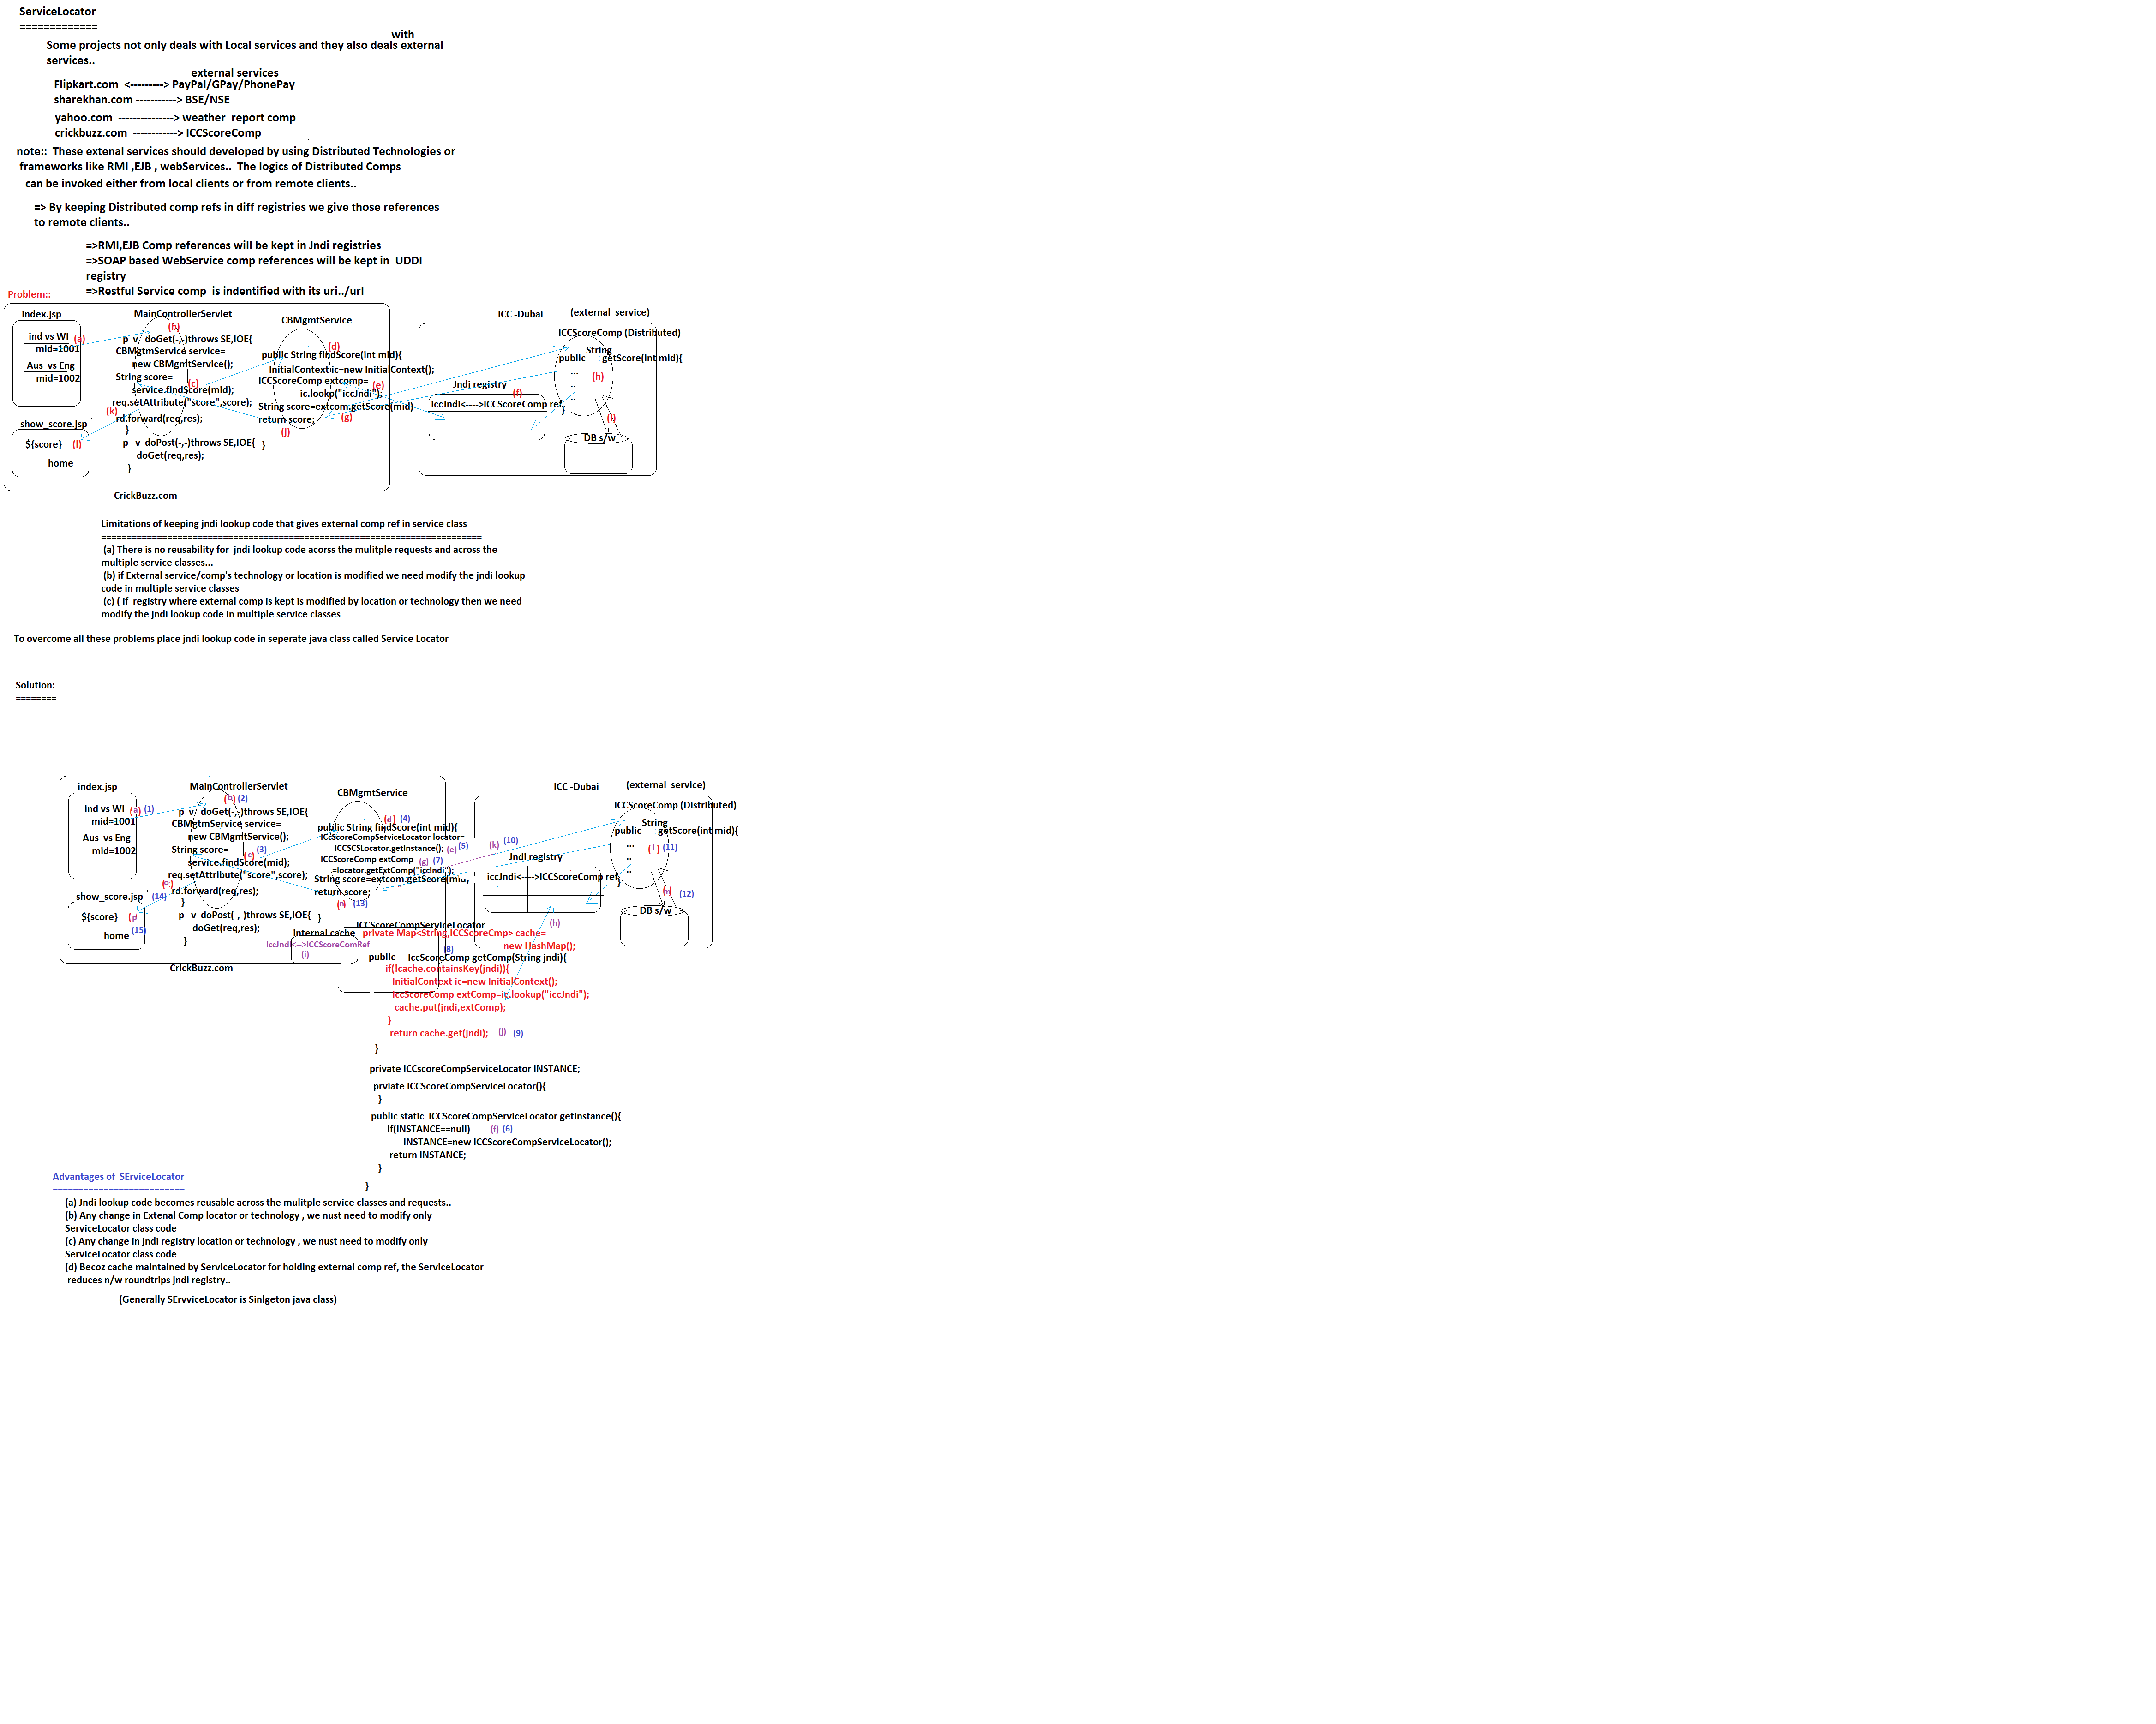 ServiceLocator
=============
with
Some projects not only deals with Local services and they also deals external
services..
external services
Flipkart.com <---------> PayPal/GPay/PhonePay
sharekhan.com -----------> BSE/NSE
yahoo.com ---------------> weather report comp
crickbuzz.com ------------> ICCScoreComp
note:: These extenal services should developed by using Distributed Technologies or
frameworks like RMI ,EJB , webServices.. The logics of Distributed Comps
can be invoked either from local clients or from remote clients..
=> By keeping Distributed comp refs in diff registries we give those references
to remote clients..
=>RMI,EJB Comp references will be kept in Jndi registries
=>SOAP based WebService comp references will be kept in UDDI
registry
=>Restful Service comp is indentified with its uri../url
Problem::
index.jsp
ind vs WI (a)
mid=1001
Aus vs Eng
mid=1002
show_score.jsp
${score} (l)
home
MainControllerServlet
(b)
p v doGet(-,-)throws SE,IOE{
CBMgtmService service=
new CBMgmtService();
String score=
(c)
service.findScore(mid);
req.setAttribute("score",score);
(k)
rd.forward(req,res);
}
p v doPost(-,-)throws SE,IOE{
doGet(req,res);
}
CrickBuzz.com
CBMgmtService
(d)
public String findScore(int mid){
InitialContext ic=new InitialContext();
ICCScoreComp extcomp=
(e)
ic.lookp("iccJndi");
String score=extcom.getScore(mid)
return score;
(g)
(j)
}
ICC -Dubai
(external service)
ICCScoreComp (Distributed)
String
public getScore(int mid){
...
(h)
..
..
}
Jndi registry
(f)
iccJndi<---->ICCScoreComp ref
(i)
DB s/w
Limitations of keeping jndi lookup code that gives external comp ref in service class
===========================================================================
(a) There is no reusability for jndi lookup code acorss the mulitple requests and across the
multiple service classes...
(b) if External service/comp's technology or location is modified we need modify the jndi lookup
code in multiple service classes
(c) ( if registry where external comp is kept is modified by location or technology then we need
modify the jndi lookup code in multiple service classes
To overcome all these problems place jndi lookup code in seperate java class called Service Locator
Solution:
========
index.jsp
ind vs WI (a) (1)
mid=1001
Aus vs Eng
mid=1002
show_score.jsp (14)
${score} (p
(15)
home
MainControllerServlet
(b) (2)
p v doGet(-,-)throws SE,IOE{
CBMgtmService service=
new CBMgmtService();
String score=
(c) (3)
service.findScore(mid);
req.setAttribute("score",score);
(o)
rd.forward(req,res);
}
p v doPost(-,-)throws SE,IOE{
doGet(req,res);
}
CrickBuzz.com
CBMgmtService
(d) (4)
public String findScore(int mid){
ICcScoreCompServiceLocator locator=
ICCSCSLocator.getInstance(); (e) (5)
ICCScoreComp extComp (g) (7)
=locator.getExtComp("iccJndi");
String score=extcom.getScore(mid)
return score;
(n) (13)
}
ICC -Dubai
(external service)
ICCScoreComp (Distributed)
String
public getScore(int mid){
...
(l) (11)
..
..
}
(k) (10)
Jndi registry
iccJndi<---->ICCScoreComp ref
(h)
(m) (12)
DB s/w
ICCScoreCompServiceLocator
internal cache
iccJndi<-->ICCScoreComRef
(i)
private Map<String,ICCScoreCmp> cache=
new HashMap();
(8)
public IccScoreComp getComp(String jndi){
if(!cache.containsKey(jndi)){
InitialContext ic=new InitialContext();
IccScoreComp extComp=ic.lookup("iccJndi");
cache.put(jndi,extComp);
}
return cache.get(jndi); (j) (9)
}
private ICCscoreCompServiceLocator INSTANCE;
prviate ICCScoreCompServiceLocator(){
}
public static ICCScoreCompServiceLocator getInstance(){
if(INSTANCE==null) (f) (6)
INSTANCE=new ICCScoreCompServiceLocator();
return INSTANCE;
}
}
Advantages of SErviceLocator
==========================
(a) Jndi lookup code becomes reusable across the mulitple service classes and requests..
(b) Any change in Extenal Comp locator or technology , we nust need to modify only
ServiceLocator class code
(c) Any change in jndi registry location or technology , we nust need to modify only
ServiceLocator class code
(d) Becoz cache maintained by ServiceLocator for holding external comp ref, the ServiceLocator
reduces n/w roundtrips jndi registry..
(Generally SErvviceLocator is Sinlgeton java class)